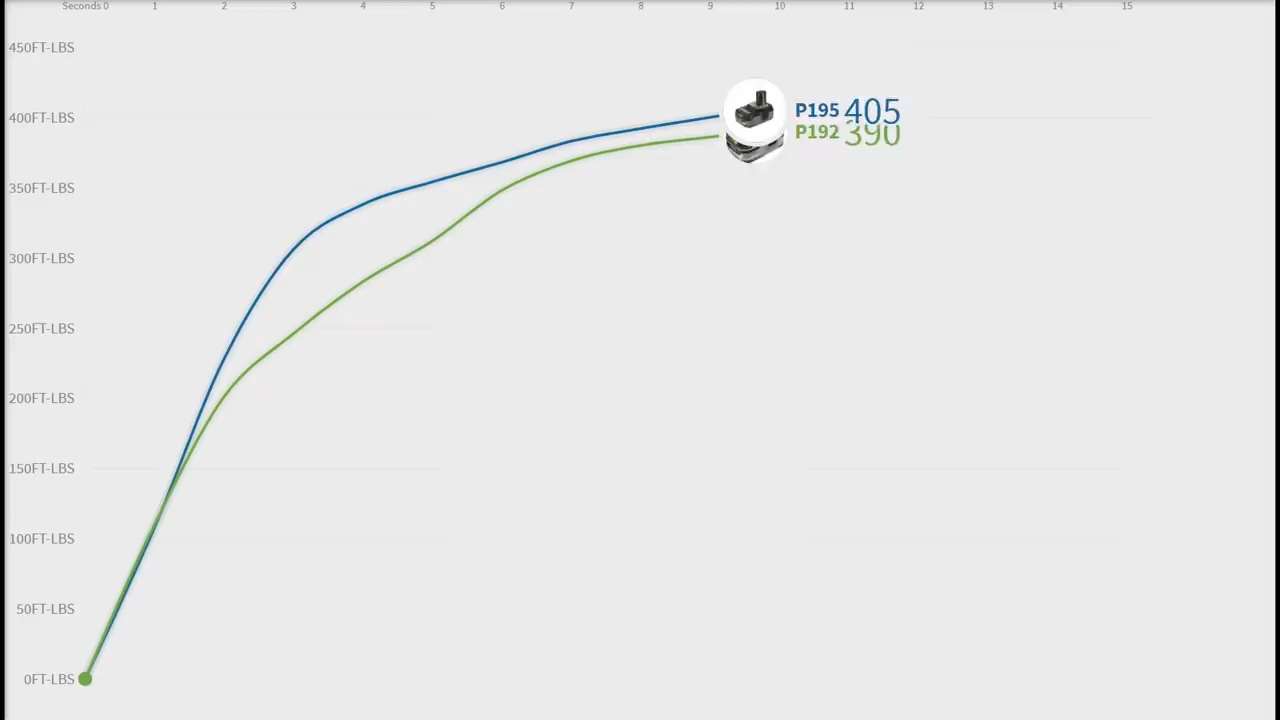 Seconds 0 1 2 3 4 5 6 7 8 9 10 11 12 13 14 15
450FT-LBS
400FT-LBS
350FT-LBS
300FT-LBS
250FT-LBS
200FT-LBS
150FT-LBS
100FT-LBS
50FT-LBS
0FT-LBS
P195 405
P192 390